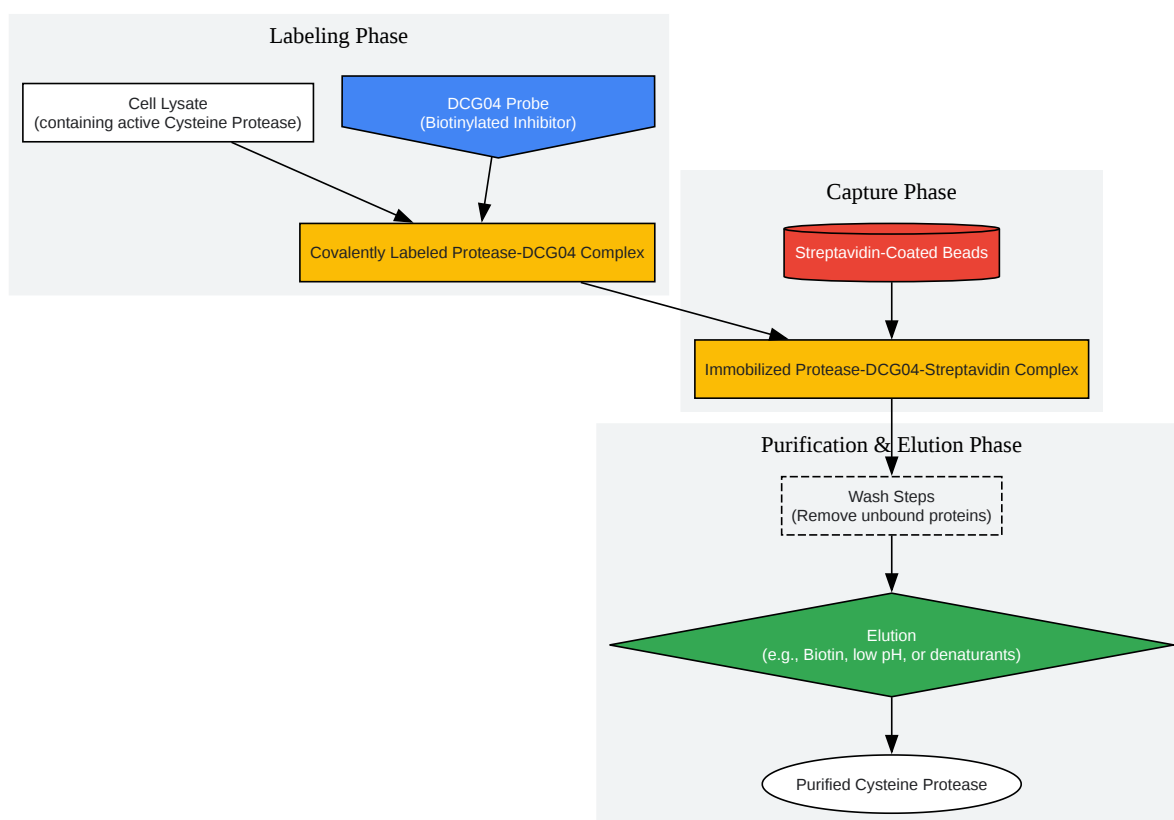 Labeling Phase
Cell Lysate
(containing active Cysteine Protease)
DCG04 Probe
(Biotinylated Inhibitor)
Covalently Labeled Protease-DCG04 Complex
Capture Phase
Streptavidin-Coated Beads
Immobilized Protease-DCG04-Streptavidin Complex
Purification & Elution Phase
Wash Steps
(Remove unbound proteins)
Elution
(e.g., Biotin, low pH, or denaturants)
Purified Cysteine Protease